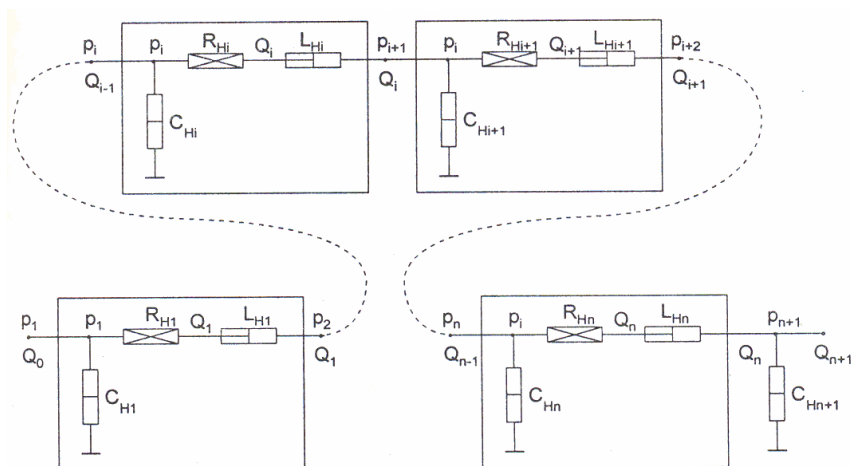 p_i p_i R_Hi Q_i L_Hi p_i+1 p_i R_Hi+1 Q_i+1 L_Hi+1 p_i+2
Q_i-1 Q_i Q_i+1
C_Hi C_Hi+1
p_1 p_1 R_H1 Q_1 L_H1 p_2 p_n p_i R_Hn Q_n L_Hn p_n+1
Q_0 Q_1 Q_n-1 Q_n Q_n+1
C_H1 C_Hn C_Hn+1